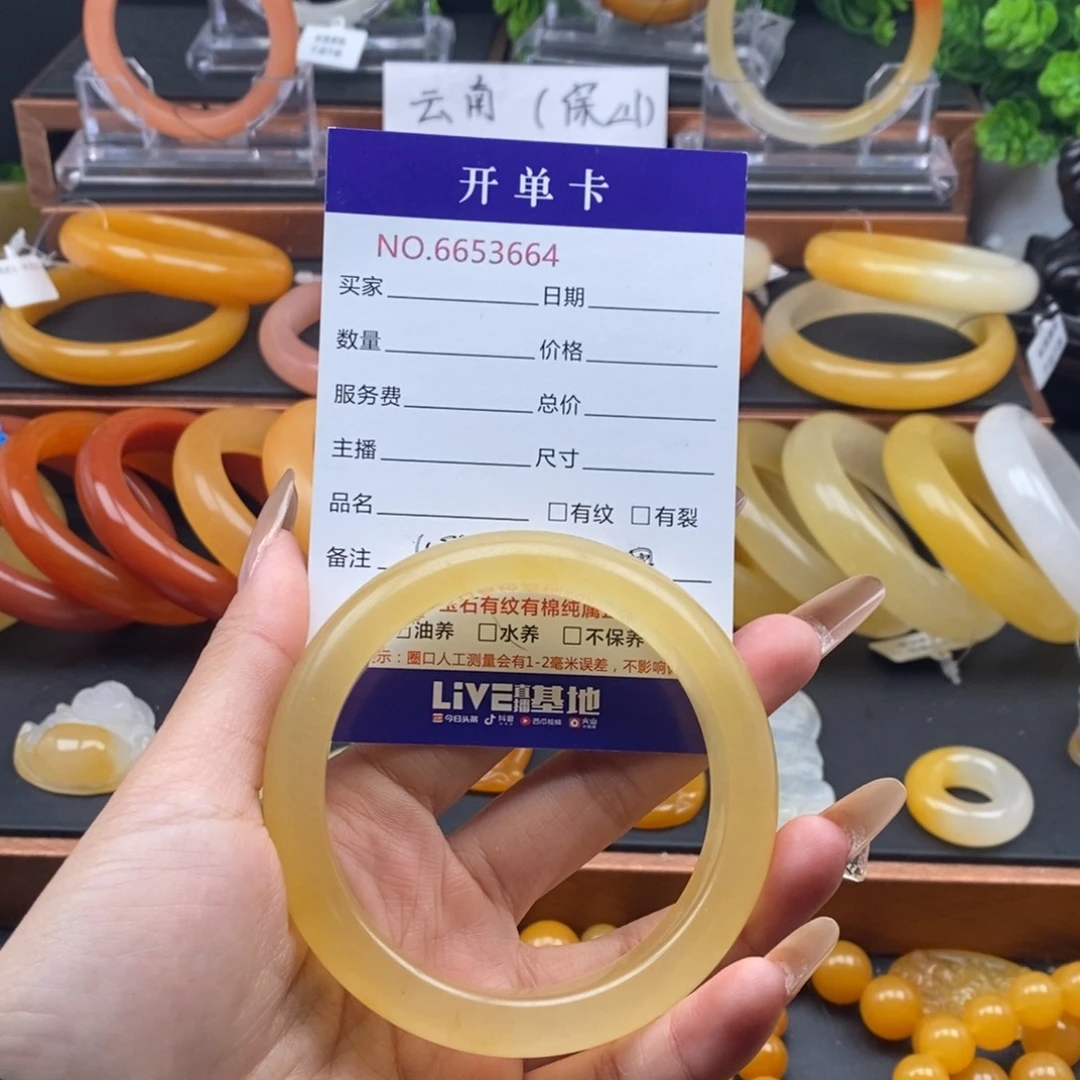 云南（保山）
开单卡
NO.6653664
买家 日期
数量 价格
服务费 总价
主播 尺寸
品名 □有纹 □有裂
备注
玉石有纹有棉纯属
□油养 □水养 □不保养
示：圈口人工测量会有1-2毫米误差，不影响
LiVE直播基地
今日头条 抖音 西瓜视频 火山